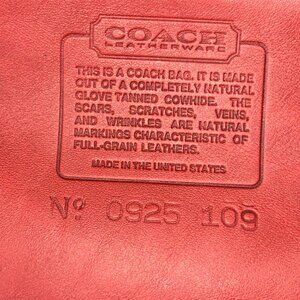 COACH
LEATHERWARE
THIS IS A COACH BAG. IT IS MADE
OUT OF A COMPLETELY NATURAL
GLOVE TANNED COWHIDE. THE
SCARS, SCRATCHES, VEINS,
AND WRINKLES ARE NATURAL
MARKINGS CHARACTERISTIC OF
FULL-GRAIN LEATHERS.
MADE IN THE UNITED STATES
Nº 0925 109